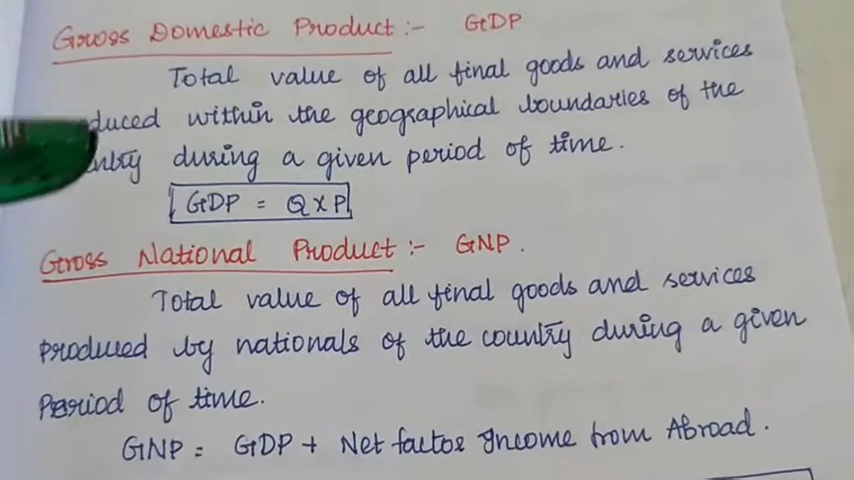 Gross Domestic Product :- GDP
Total value of all final goods and services
duced within the geographical boundaries of the
during a given period of time.
GDP = Q x P
Gross National Product :- GNP.
Total value of all final goods and services
produced by nationals of the country during a given
Period of time.
GNP = GDP + Net factor Income from Abroad.